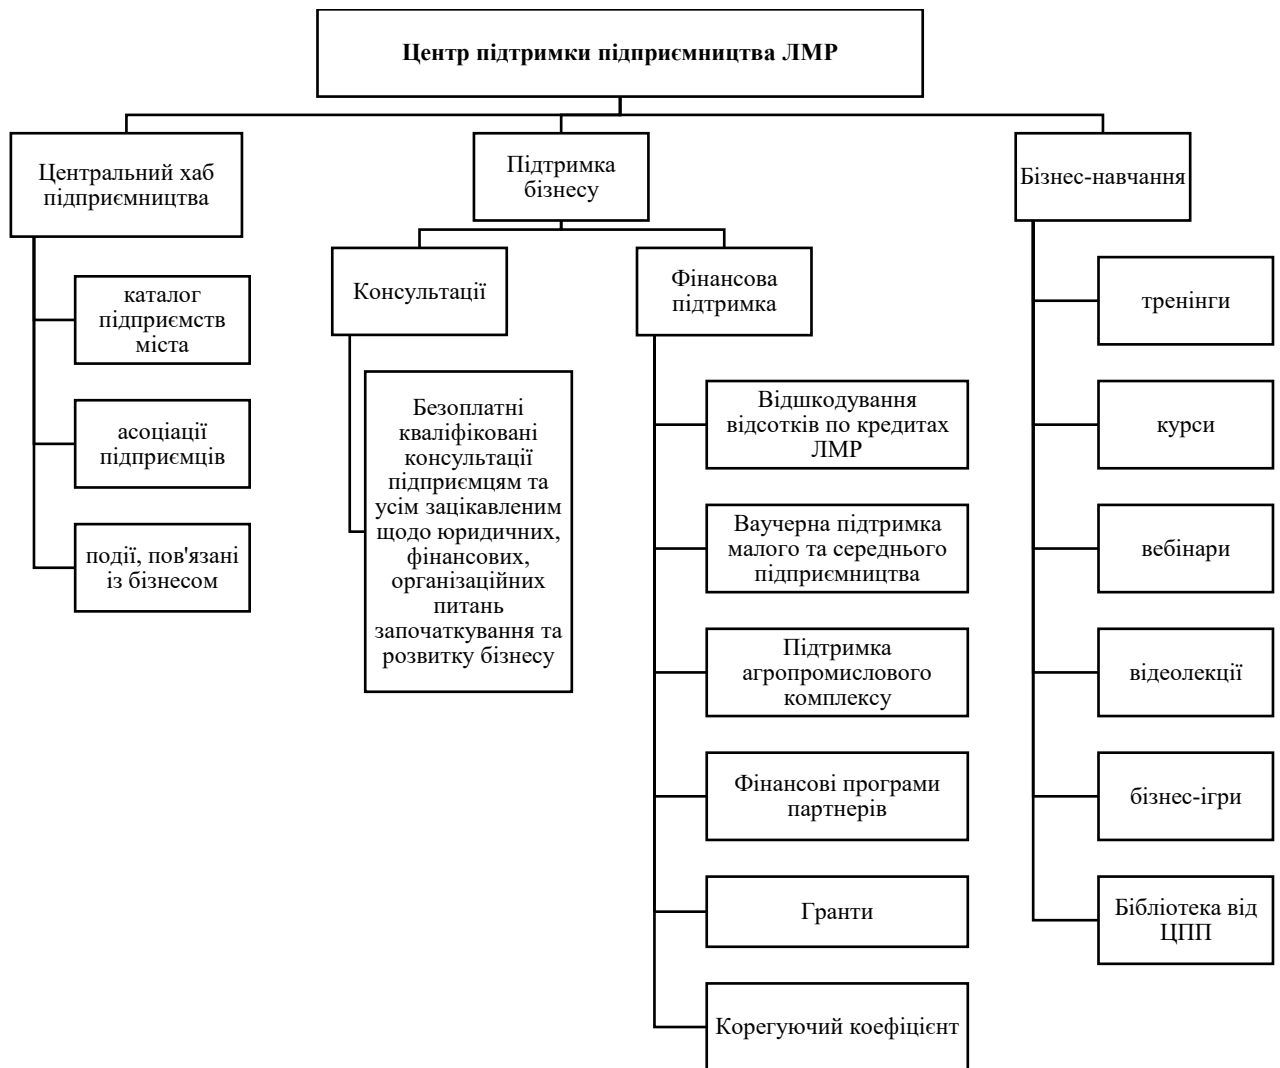 Центр підтримки підприємництва ЛМР
Центральний хаб
підприємництва
каталог
підприємств
міста
асоціації
підприємців
події, пов'язані
із бізнесом
Підтримка
бізнесу
Консультації
Безоплатні
кваліфіковані
консультації
підприємцям та
усім зацікавленим
щодо юридичних,
фінансових,
організаційних
питань
започаткування та
розвитку бізнесу
Фінансова
підтримка
Відшкодування
відсотків по кредитах
ЛМР
Ваучерна підтримка
малого та середнього
підприємництва
Підтримка
агропромислового
комплексу
Фінансові програми
партнерів
Гранти
Корегуючий коефіцієнт
Бізнес-навчання
тренінги
курси
вебінари
відеолекції
бізнес-ігри
Бібліотека від
ЦПП